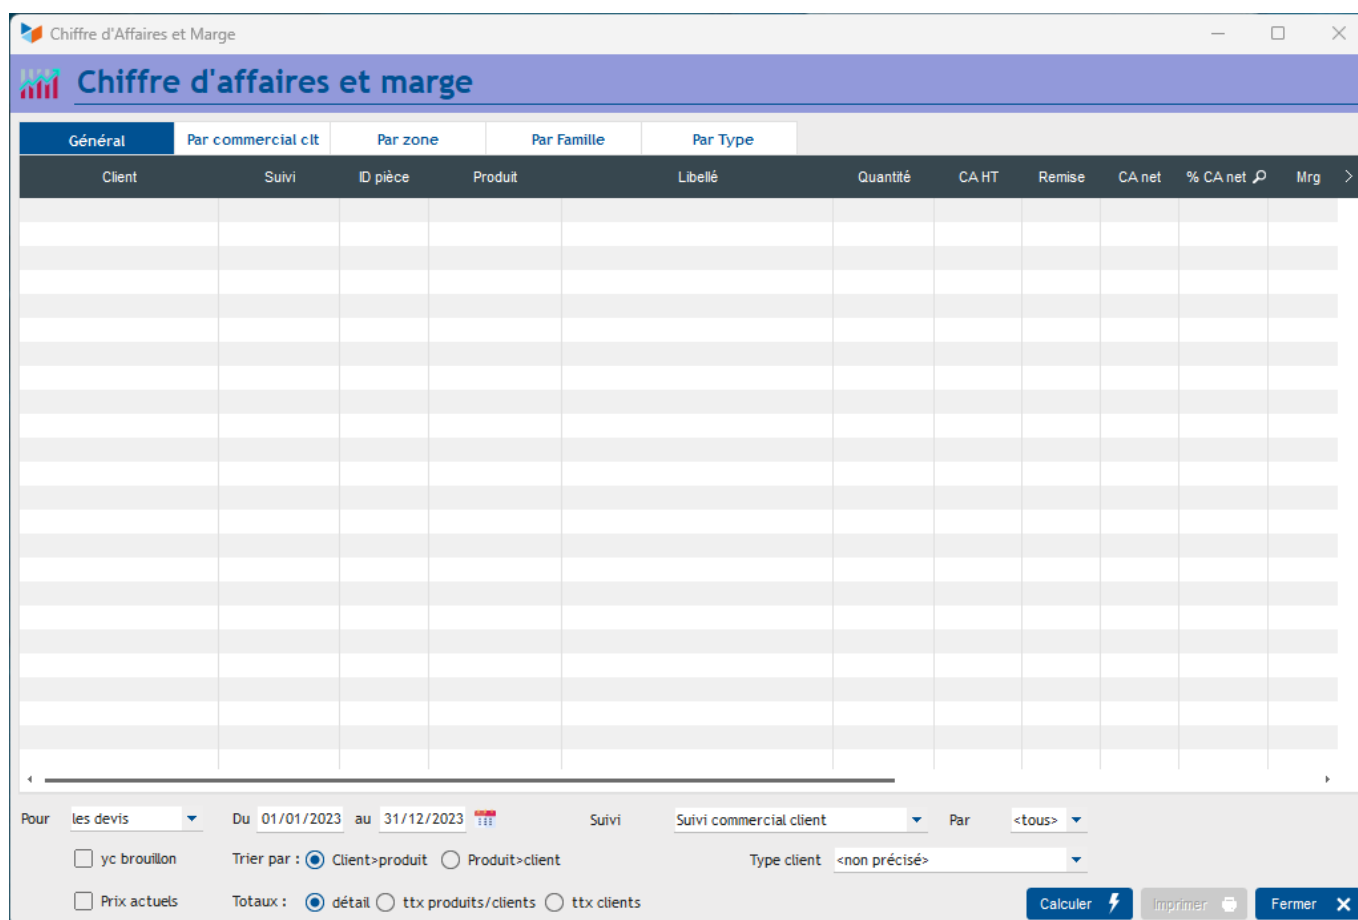 Chiffre d'Affaires et Marge
Chiffre d'affaires et marge
Général Par commercial clt Par zone Par Famille Par Type
Client Suivi ID pièce Produit Libellé Quantité CA HT Remise CA net % CA net Mrg
Pour les devis Du 01/01/2023 au 31/12/2023 Suivi Suivi commercial client Par <tous>
yc brouillon Trier par : Client>produit Produit>client Type client <non précisé>
Prix actuels Totaux : détail ttx produits/clients ttx clients Calculer Imprimer Fermer